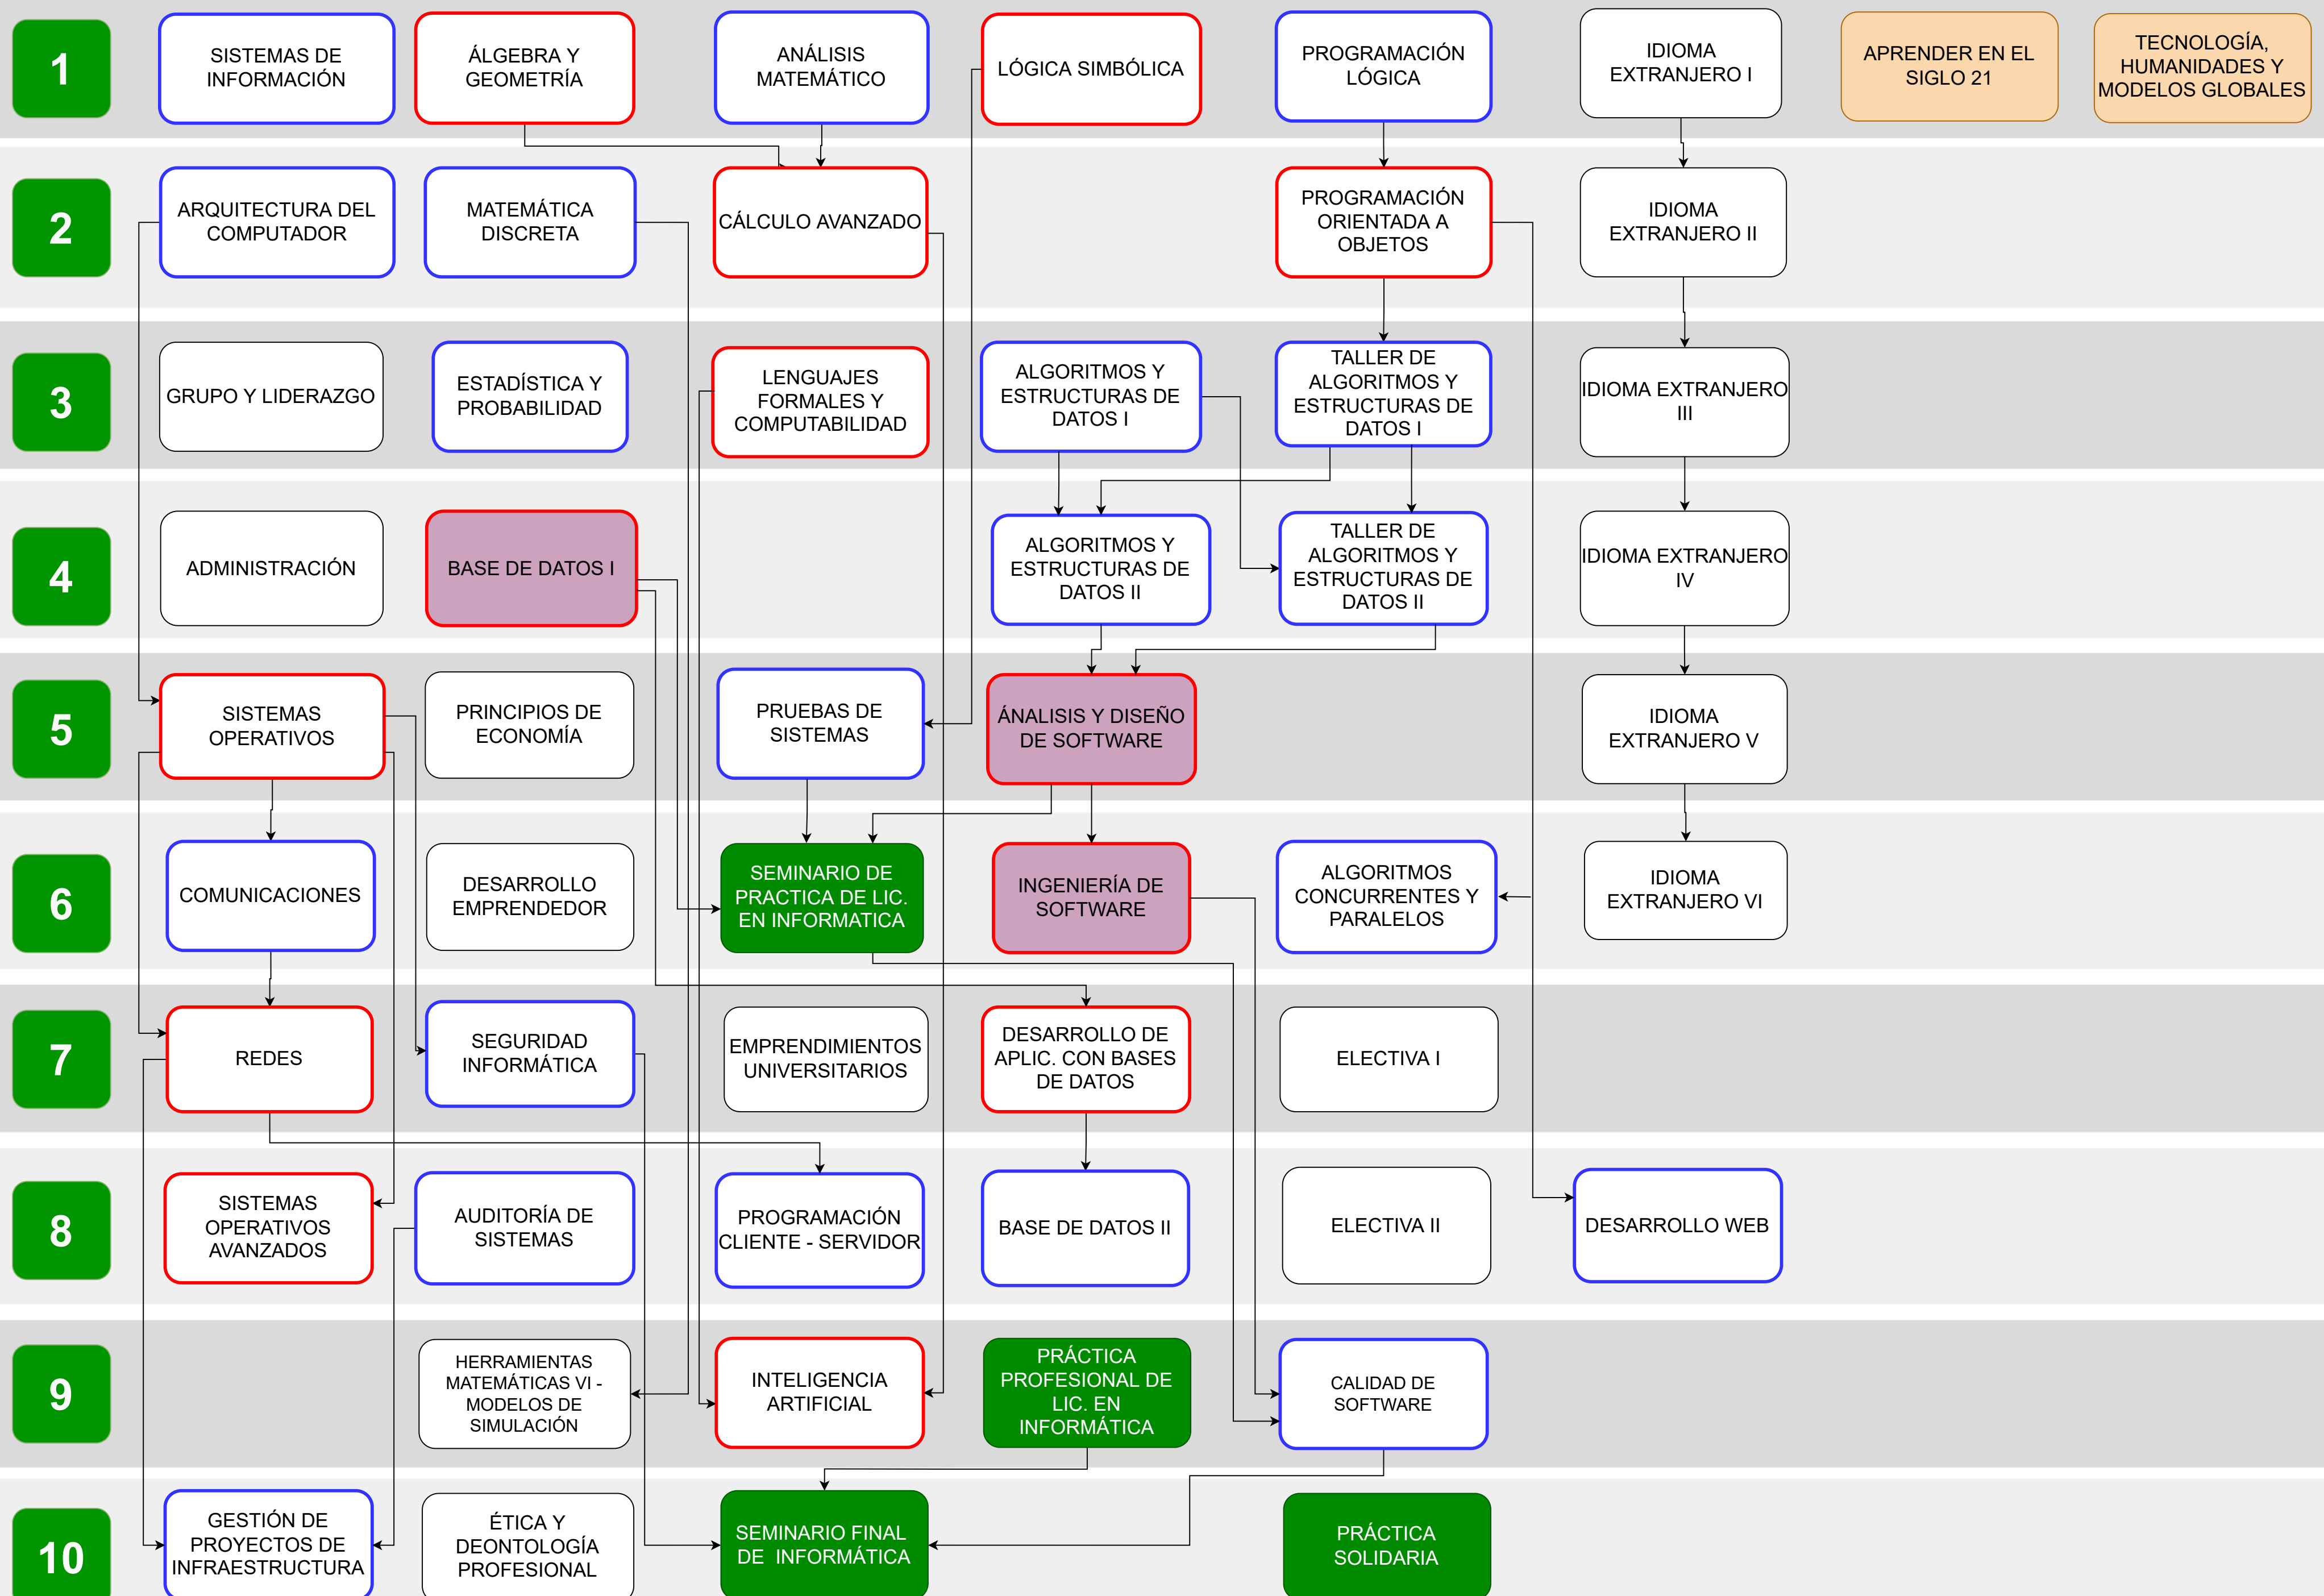 1
SISTEMAS DE
INFORMACIÓN
ÁLGEBRA Y
GEOMETRÍA
ANÁLISIS
MATEMÁTICO
LÓGICA SIMBÓLICA
PROGRAMACIÓN
LÓGICA
IDIOMA
EXTRANJERO I
APRENDER EN EL
SIGLO 21
TECNOLOGÍA,
HUMANIDADES Y
MODELOS GLOBALES
2
ARQUITECTURA DEL
COMPUTADOR
MATEMÁTICA
DISCRETA
CÁLCULO AVANZADO
PROGRAMACIÓN
ORIENTADA A
OBJETOS
IDIOMA
EXTRANJERO II
3
GRUPO Y LIDERAZGO
ESTADÍSTICA Y
PROBABILIDAD
LENGUAJES
FORMALES Y
COMPUTABILIDAD
ALGORITMOS Y
ESTRUCTURAS DE
DATOS I
TALLER DE
ALGORITMOS Y
ESTRUCTURAS DE
DATOS I
IDIOMA EXTRANJERO
III
4
ADMINISTRACIÓN
BASE DE DATOS I
ALGORITMOS Y
ESTRUCTURAS DE
DATOS II
TALLER DE
ALGORITMOS Y
ESTRUCTURAS DE
DATOS II
IDIOMA EXTRANJERO
IV
5
SISTEMAS
OPERATIVOS
PRINCIPIOS DE
ECONOMÍA
PRUEBAS DE
SISTEMAS
ÁNALISIS Y DISEÑO
DE SOFTWARE
IDIOMA
EXTRANJERO V
6
COMUNICACIONES
DESARROLLO
EMPRENDEDOR
SEMINARIO DE
PRACTICA DE LIC.
EN INFORMATICA
INGENIERÍA DE
SOFTWARE
ALGORITMOS
CONCURRENTES Y
PARALELOS
IDIOMA
EXTRANJERO VI
7
REDES
SEGURIDAD
INFORMÁTICA
EMPRENDIMIENTOS
UNIVERSITARIOS
DESARROLLO DE
APLIC. CON BASES
DE DATOS
ELECTIVA I
8
SISTEMAS
OPERATIVOS
AVANZADOS
AUDITORÍA DE
SISTEMAS
PROGRAMACIÓN
CLIENTE - SERVIDOR
BASE DE DATOS II
ELECTIVA II
DESARROLLO WEB
9
HERRAMIENTAS
MATEMÁTICAS VI -
MODELOS DE
SIMULACIÓN
INTELIGENCIA
ARTIFICIAL
PRÁCTICA
PROFESIONAL DE
LIC. EN
INFORMÁTICA
CALIDAD DE
SOFTWARE
10
GESTIÓN DE
PROYECTOS DE
INFRAESTRUCTURA
ÉTICA Y
DEONTOLOGÍA
PROFESIONAL
SEMINARIO FINAL
DE INFORMÁTICA
PRÁCTICA
SOLIDARIA